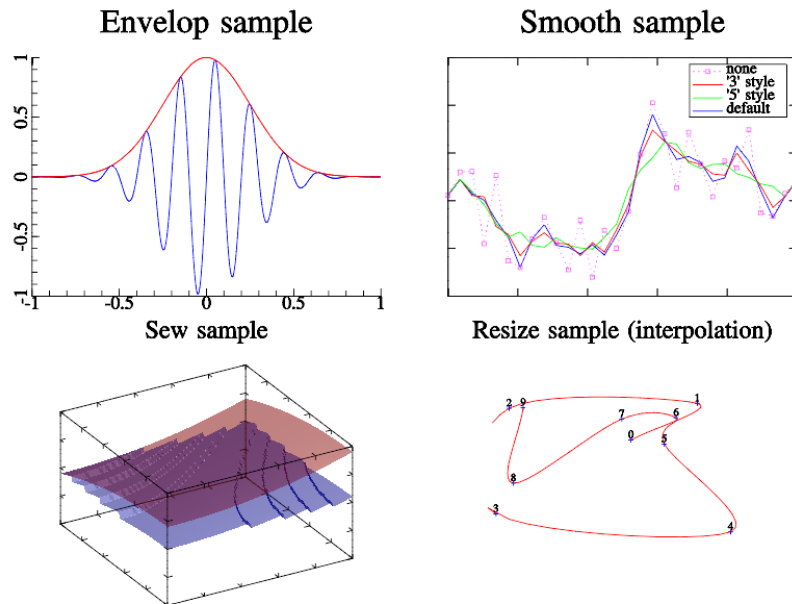 Envelop sample
1
0.5
0
-0.5
-1
-1 -0.5 0 0.5 1
Smooth sample
none
'3' style
'5' style
default
Sew sample
Resize sample (interpolation)
2 9 1
7 6
0 5
8
3
4